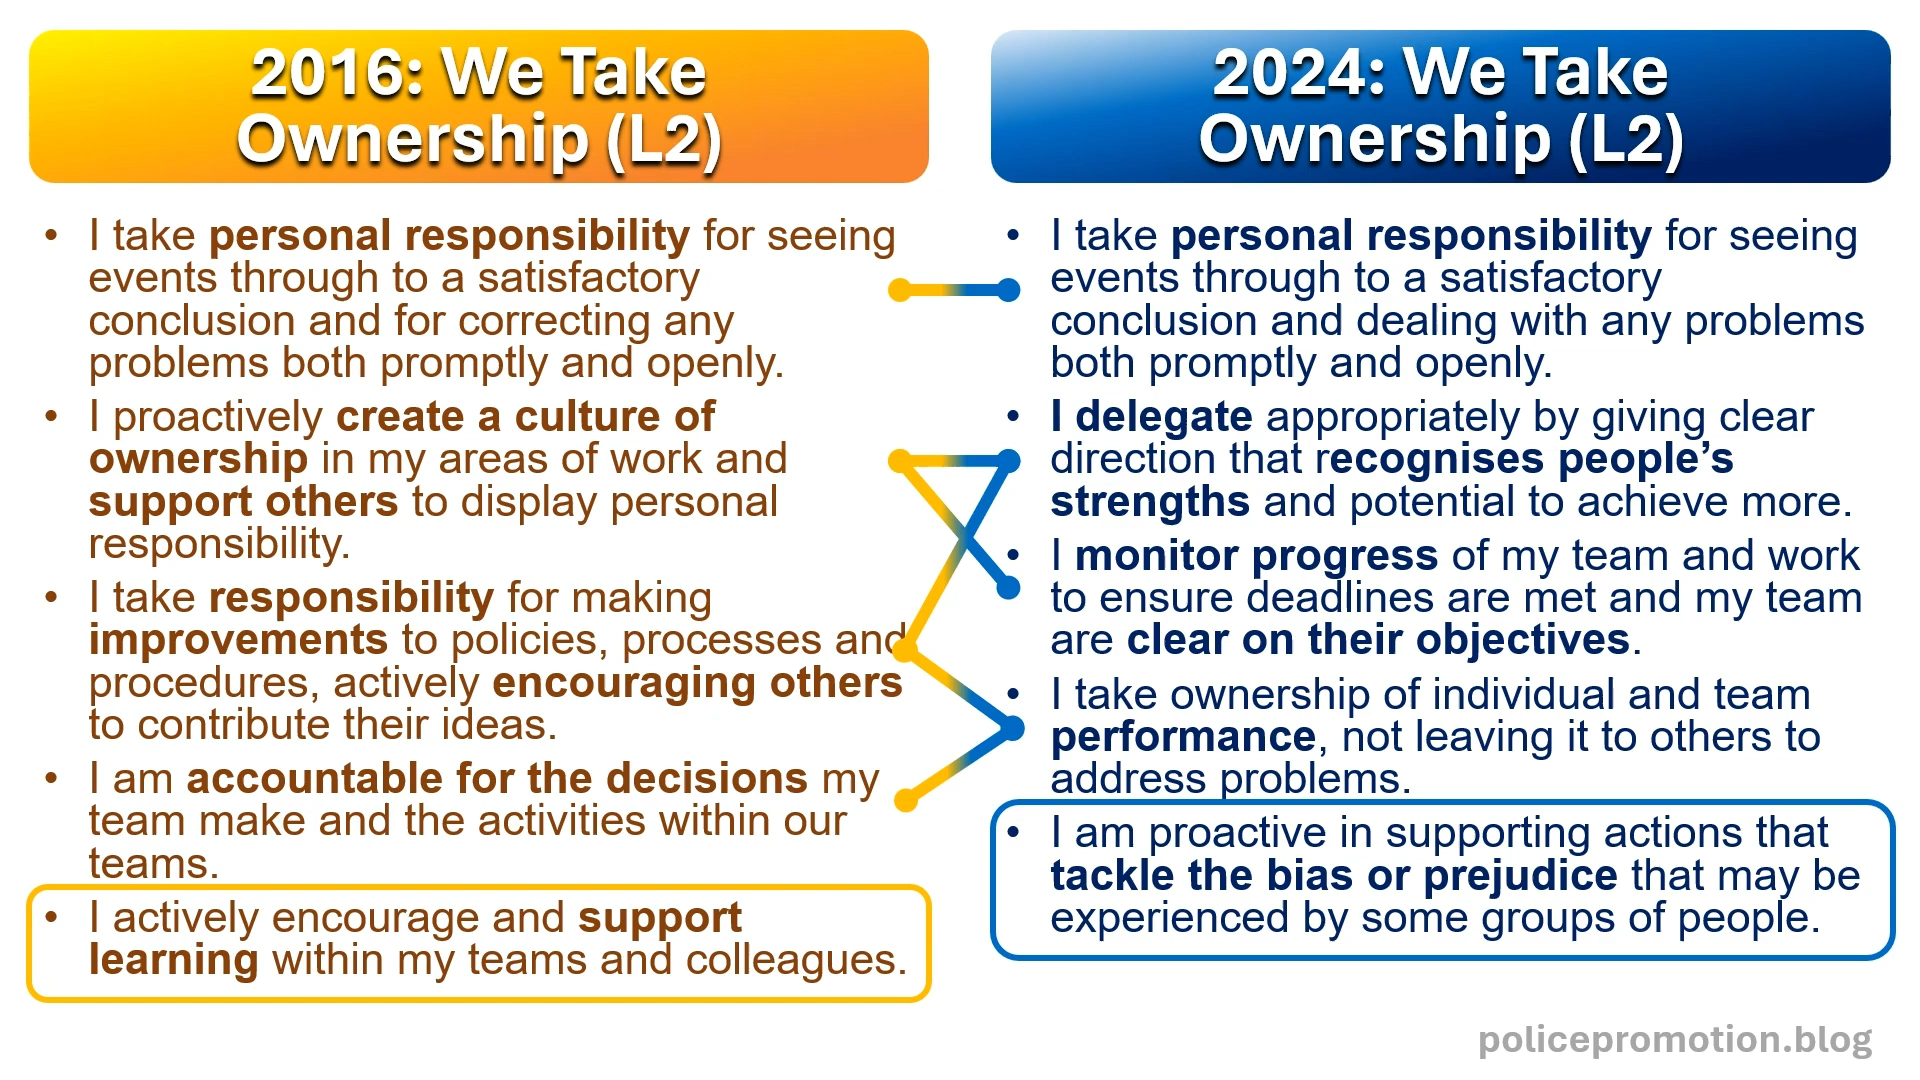 2016: We Take
Ownership (L2)
• I take personal responsibility for seeing
events through to a satisfactory
conclusion and for correcting any
problems both promptly and openly.
• I proactively create a culture of
ownership in my areas of work and
support others to display personal
responsibility.
• I take responsibility for making
improvements to policies, processes and
procedures, actively encouraging others
to contribute their ideas.
• I am accountable for the decisions my
team make and the activities within our
teams.
• I actively encourage and support
learning within my teams and colleagues.
2024: We Take
Ownership (L2)
• I take personal responsibility for seeing
events through to a satisfactory
conclusion and dealing with any problems
both promptly and openly.
• I delegate appropriately by giving clear
direction that recognises people’s
strengths and potential to achieve more.
• I monitor progress of my team and work
to ensure deadlines are met and my team
are clear on their objectives.
• I take ownership of individual and team
performance, not leaving it to others to
address problems.
• I am proactive in supporting actions that
tackle the bias or prejudice that may be
experienced by some groups of people.
policepromotion.blog